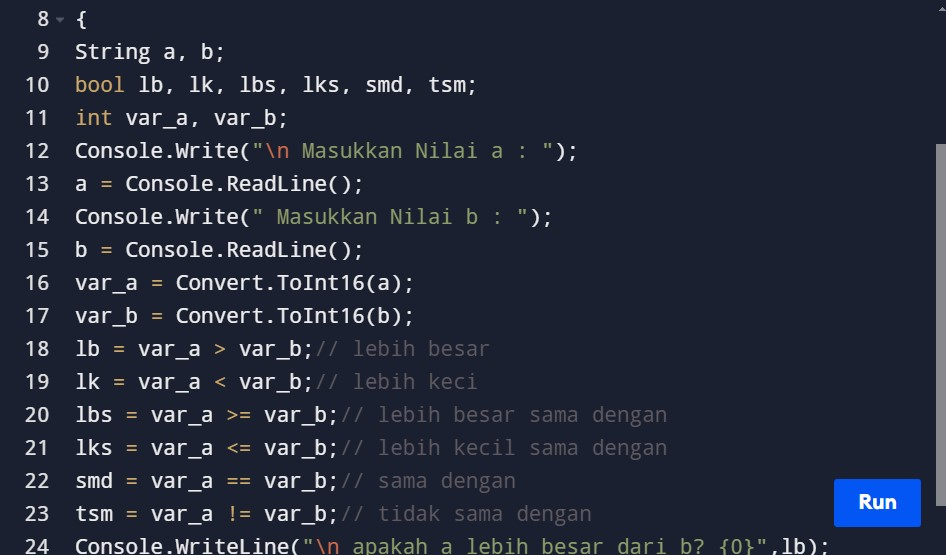 8 {
9 String a, b;
10 bool lb, lk, lbs, lks, smd, tsm;
11 int var_a, var_b;
12 Console.Write("\n Masukkan Nilai a : ");
13 a = Console.ReadLine();
14 Console.Write(" Masukkan Nilai b : ");
15 b = Console.ReadLine();
16 var_a = Convert.ToInt16(a);
17 var_b = Convert.ToInt16(b);
18 lb = var_a > var_b;// lebih besar
19 lk = var_a < var_b;// lebih keci
20 lbs = var_a >= var_b;// lebih besar sama dengan
21 lks = var_a <= var_b;// lebih kecil sama dengan
22 smd = var_a == var_b;// sama dengan
23 tsm = var_a != var_b;// tidak sama dengan
24 Console.WriteLine("\n apakah a lebih besar dari b? {0}",lb);
Run